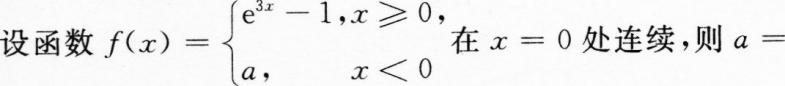 设函数 f(x) = { e^{3x} − 1, x ⩾ 0, a, x < 0 在 x = 0 处连续,则 a =